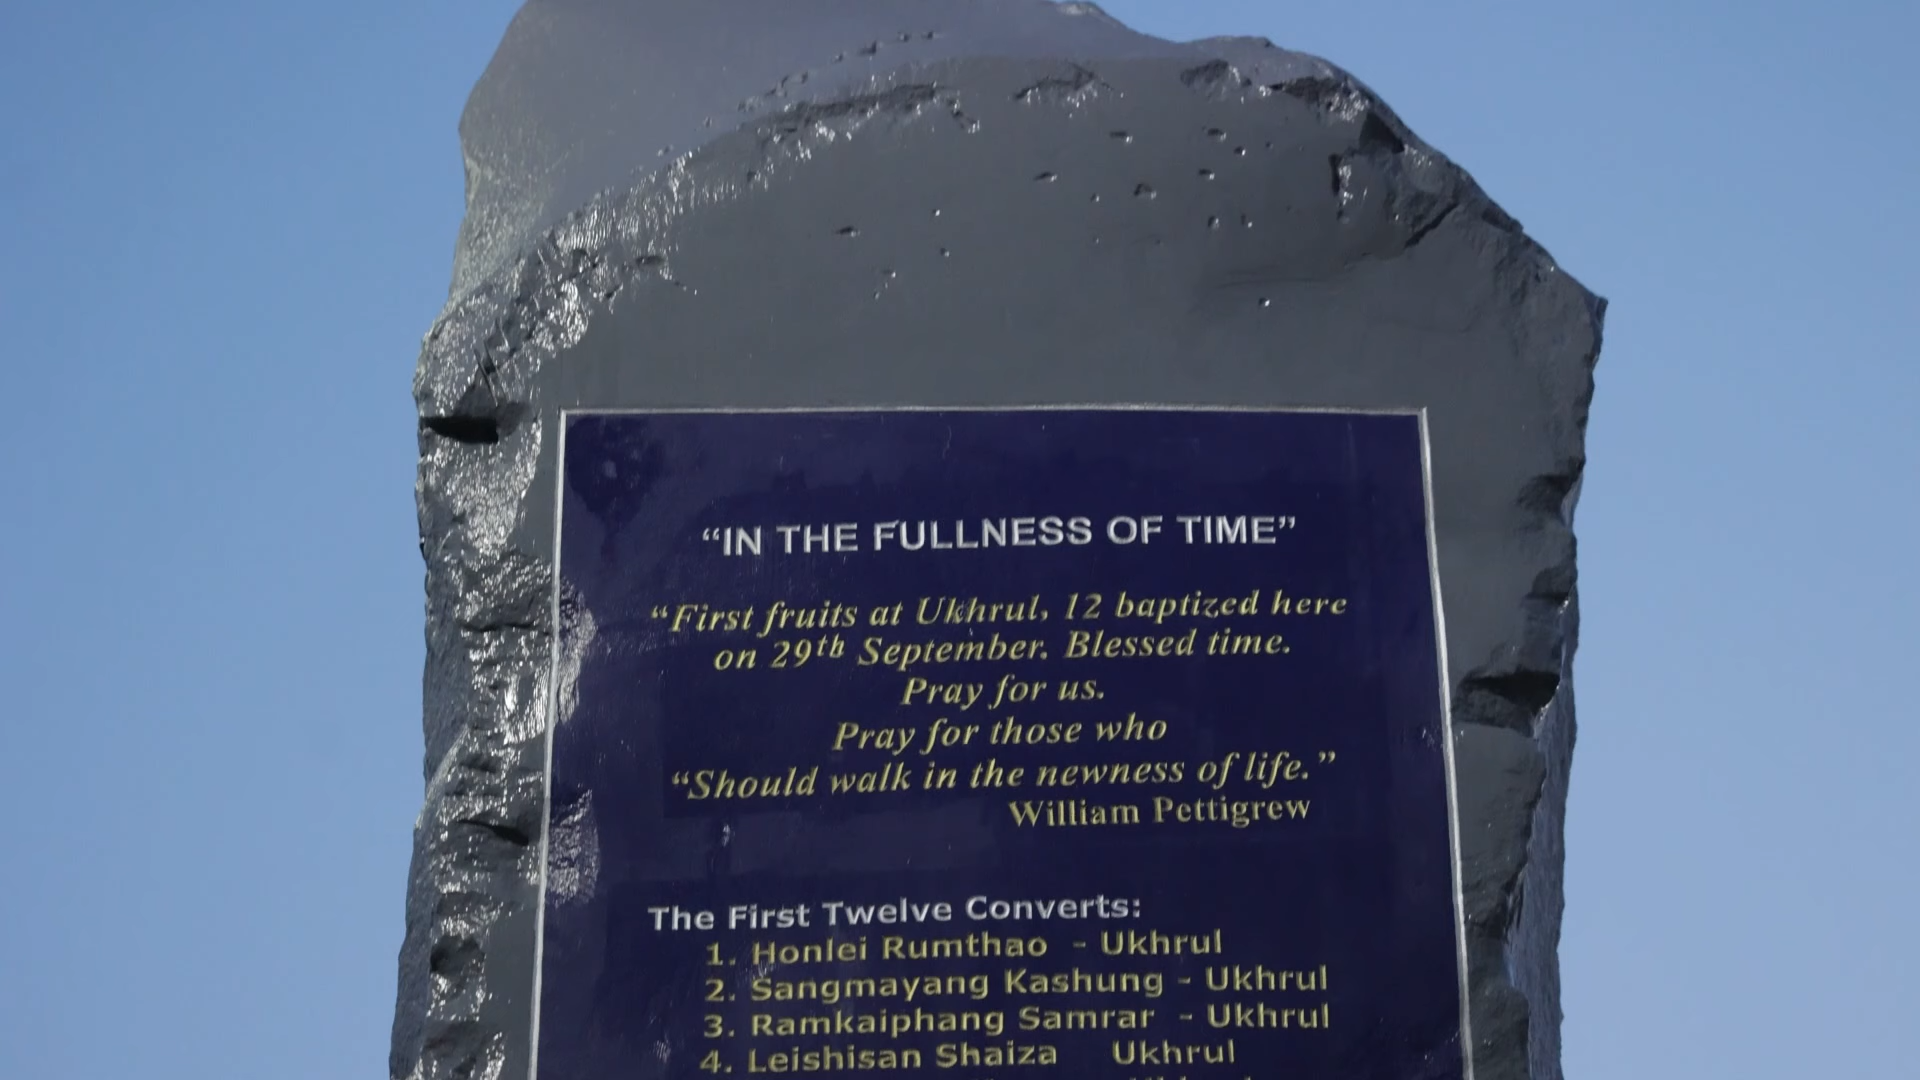 “IN THE FULLNESS OF TIME”
“First fruits at Ukhrul, 12 baptized here
on 29th September. Blessed time.
Pray for us.
Pray for those who
“Should walk in the newness of life.”
William Pettigrew
The First Twelve Converts:
1. Honlei Rumthao - Ukhrul
2. Sangmayang Kashung - Ukhrul
3. Ramkaiphang Samrar - Ukhrul
4. Leishisan Shaiza Ukhrul